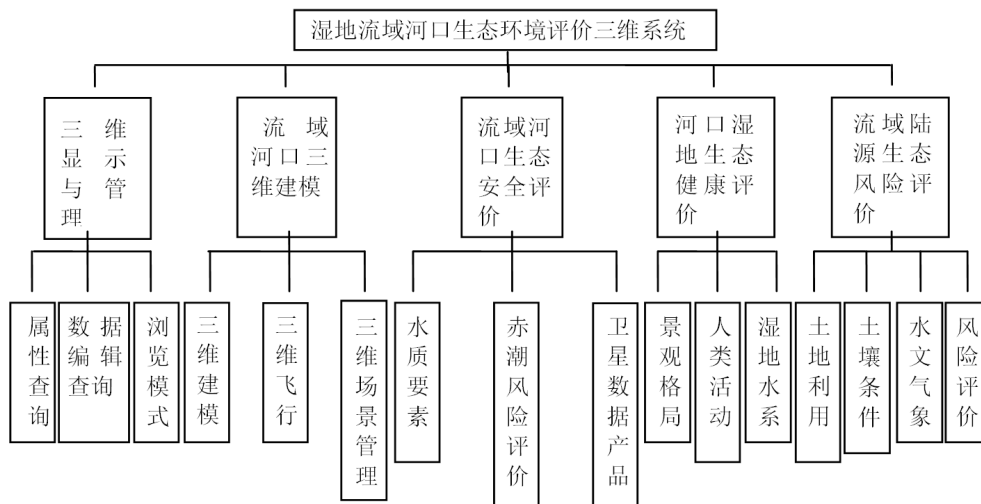 湿地流域河口生态环境评价三维系统
三 维
显 示
与 管
理
流 域
河口三
维建模
流域河
口生态
安全评
价
河口湿
地生态
健康评
价
流域陆
源生态
风险评
价
属性查询
数 据
编 辑
查询
浏览模式
三维建模
三维飞行
三维场景管理
水质要素
赤潮风险评价
卫星数据产品
景观格局
人类活动
湿地水系
土地利用
土壤条件
水文气象
风险评价